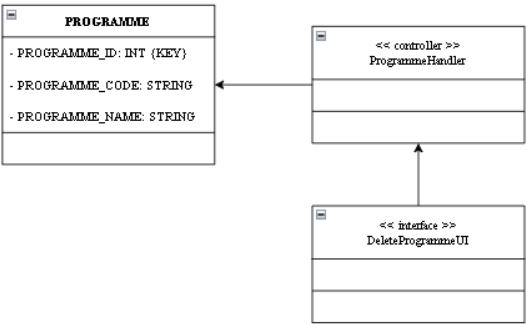 PROGRAMME
- PROGRAMME_ID: INT {KEY}
- PROGRAMME_CODE: STRING
- PROGRAMME_NAME: STRING
<< controller >>
ProgrammeHandler
<< interface >>
DeleteProgrammeUI